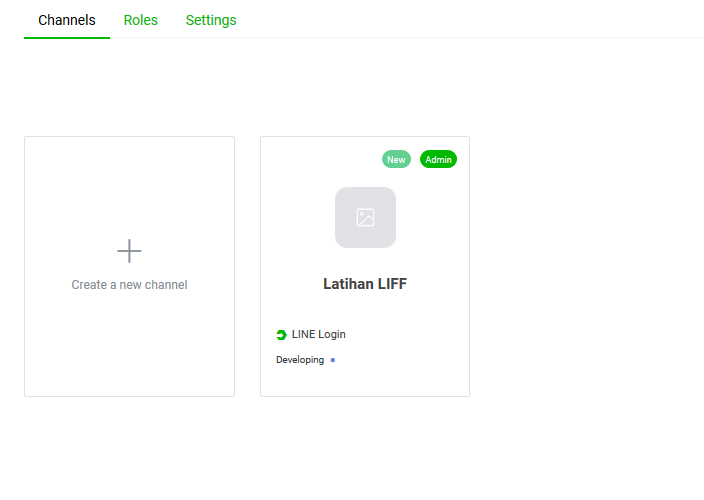 Channels Roles Settings
New Admin
Create a new channel
Latihan LIFF
LINE Login
Developing